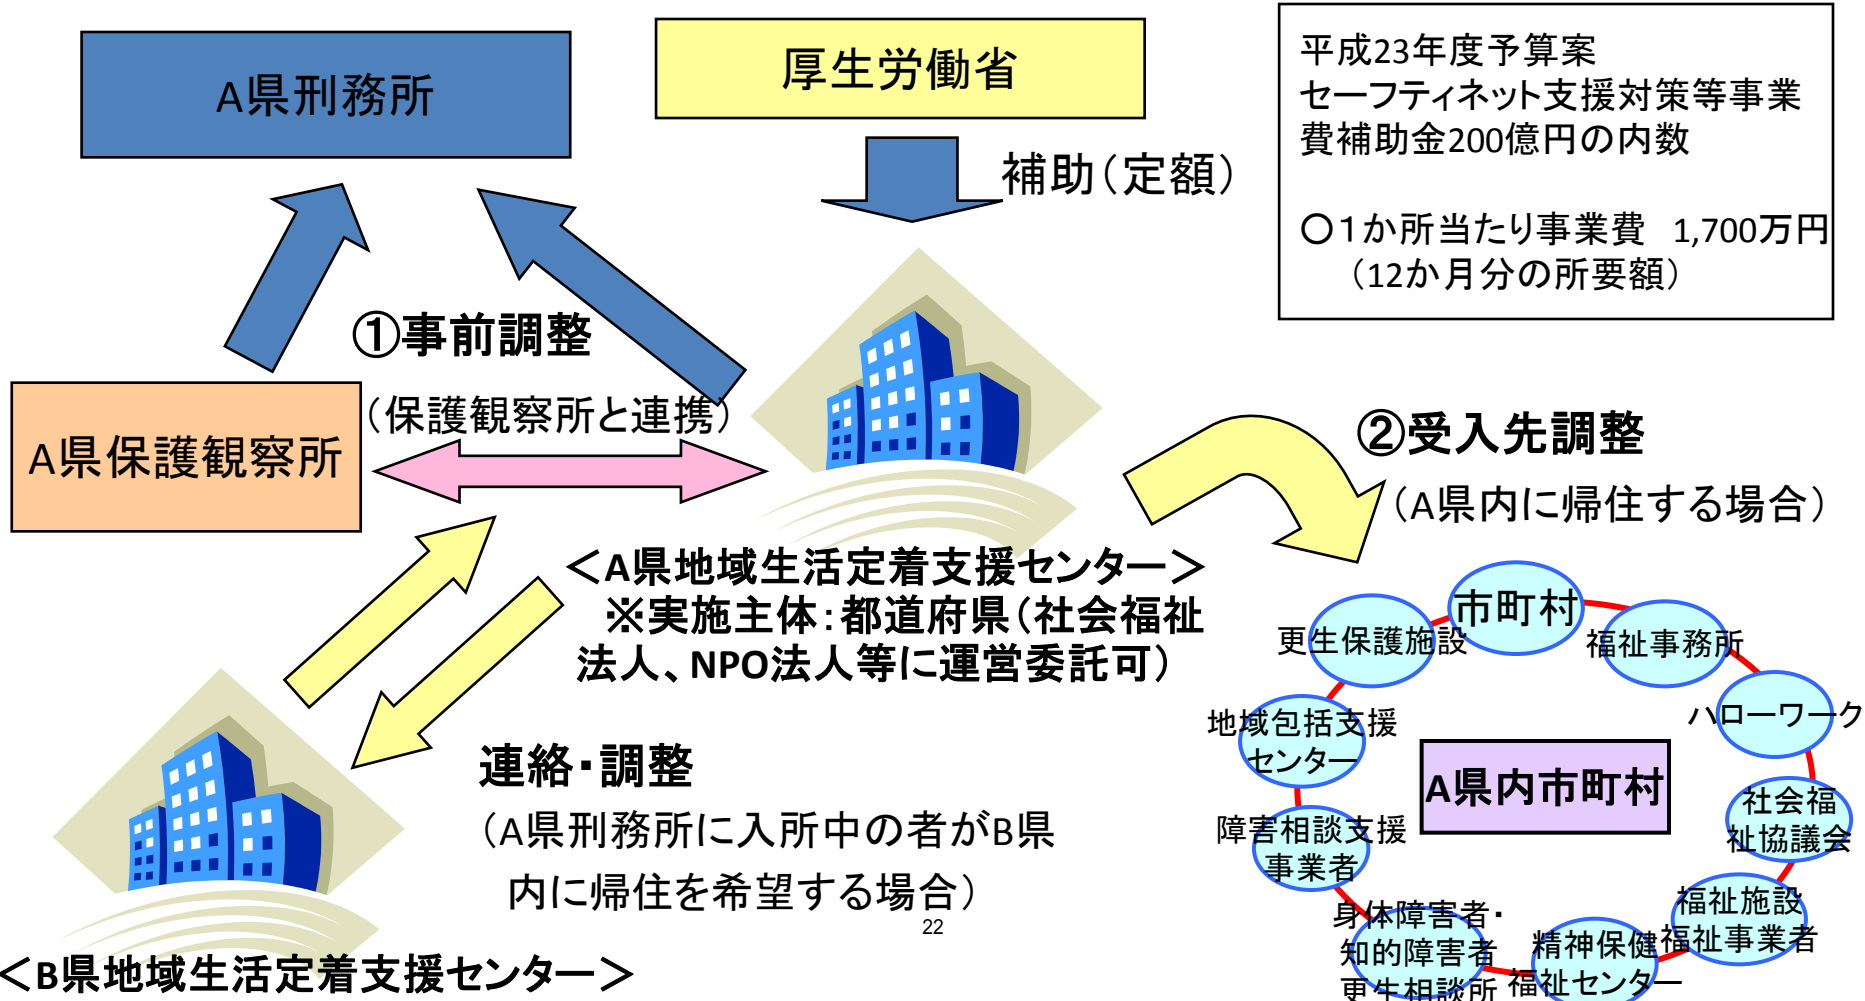 A県刑務所
厚生労働省
平成23年度予算案
セーフティネット支援対策等事業
費補助金200億円の内数
○１か所当たり事業費　1,700万円
（12か月分の所要額）
補助（定額）
①事前調整
（保護観察所と連携）
A県保護観察所
②受入先調整
（A県内に帰住する場合）
＜A県地域生活定着支援センター＞
※実施主体：都道府県（社会福祉
法人、NPO法人等に運営委託可）
市町村
更生保護施設
福祉事務所
地域包括支援
センター
ハローワーク
A県内市町村
連絡・調整
（A県刑務所に入所中の者がB県
内に帰住を希望する場合）
障害相談支援
事業者
社会福
祉協議会
身体障害者・
知的障害者
更生相談所
精神保健
福祉センター
福祉施設
福祉事業者
22
＜B県地域生活定着支援センター＞